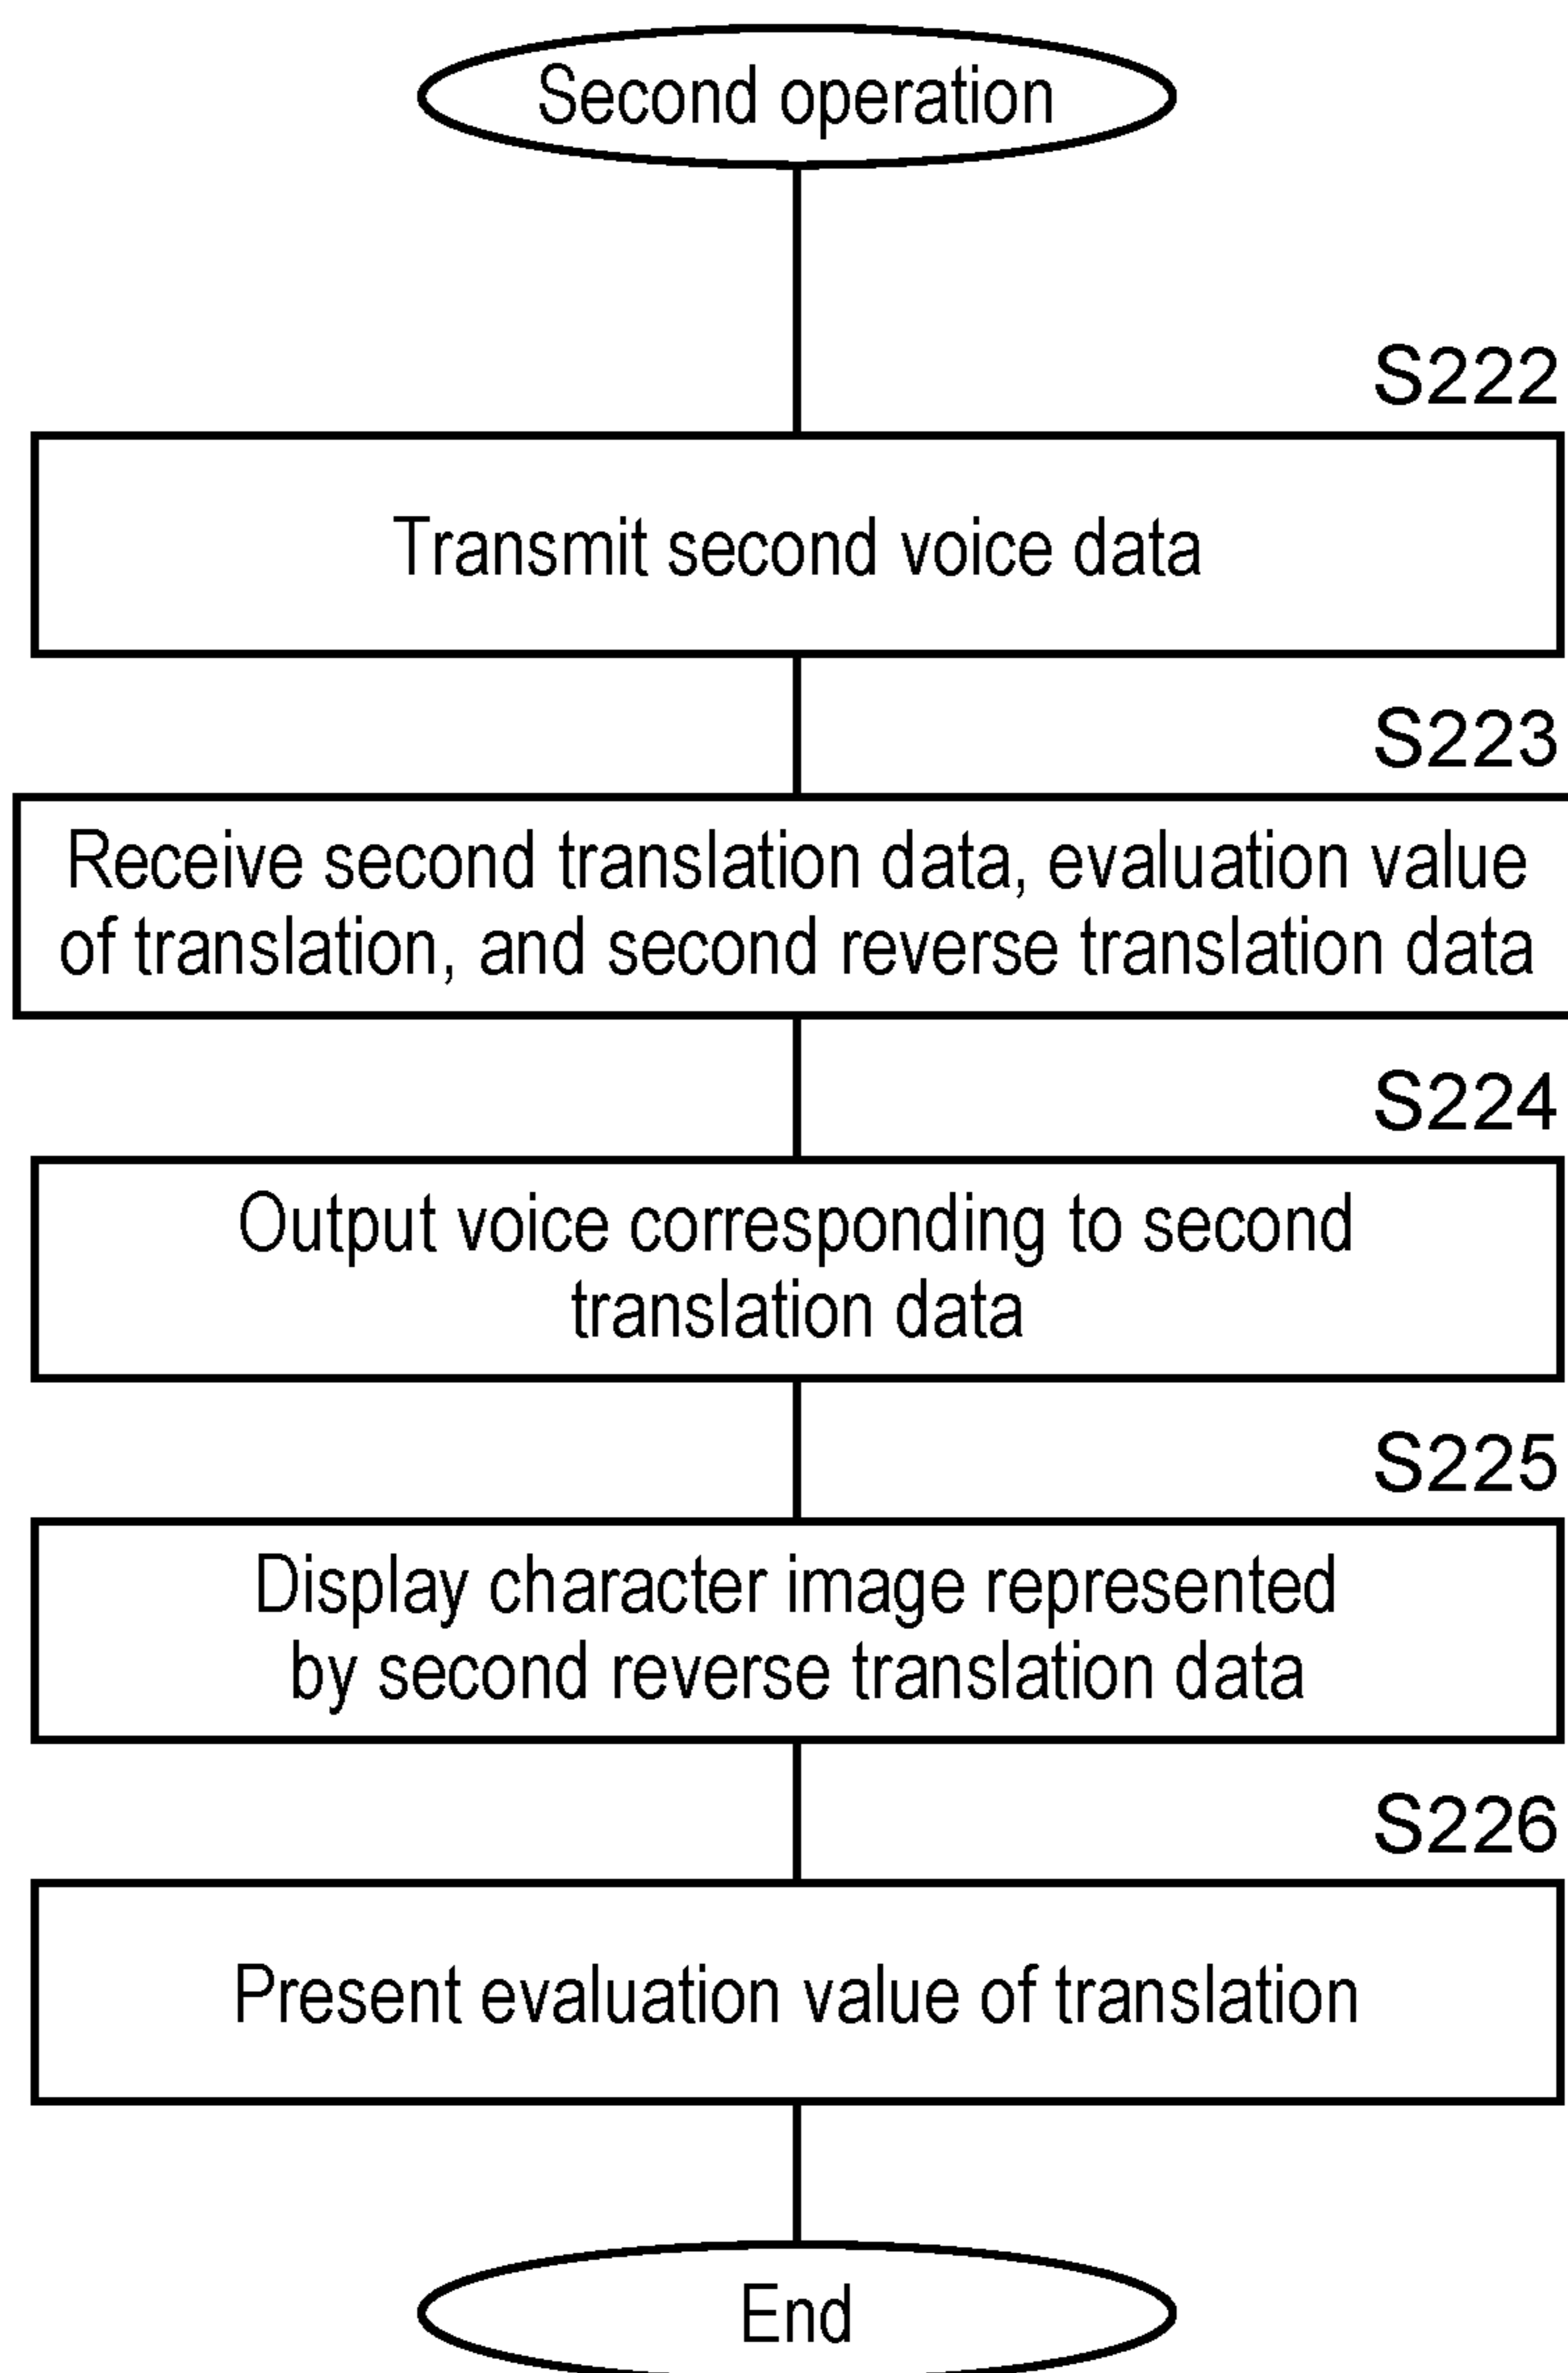 Second operation
S222
Transmit second voice data
S223
Receive second translation data, evaluation value
of translation, and second reverse translation data
S224
Output voice corresponding to second
translation data
S225
Display character image represented
by second reverse translation data
S226
Present evaluation value of translation
End